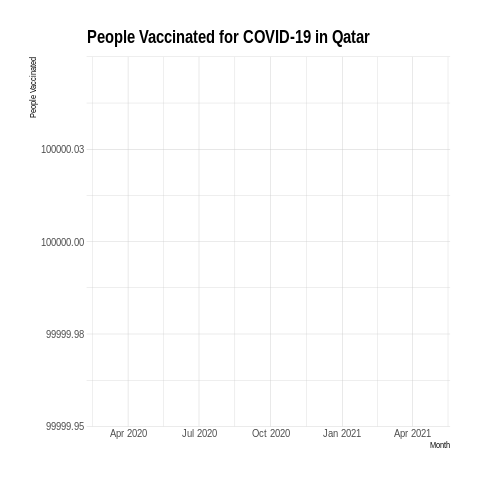 People Vaccinated for COVID-19 in Qatar
People Vaccinated
100000.03
100000.00
99999.98
99999.95
Apr 2020 Jul 2020 Oct 2020 Jan 2021 Apr 2021
Month